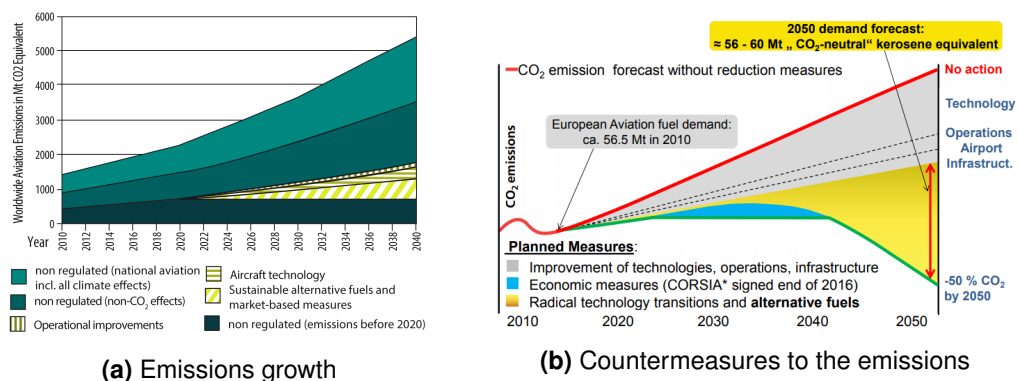 6000
5000
4000
3000
2000
1000
0
Worldwide Aviation Emissions in Mt CO2 Equivalent
Year
2010
2012
2014
2016
2018
2020
2022
2024
2026
2028
2030
2032
2034
2036
2038
2040
non regulated (national aviation
incl. all climate effects)
non regulated (non-CO₂ effects)
Operational improvements
Aircraft technology
Sustainable alternative fuels and
market-based measures
non regulated (emissions before 2020)
(a) Emissions growth
2050 demand forecast:
≈ 56 - 60 Mt „ CO₂-neutral“ kerosene equivalent
CO₂ emission forecast without reduction measures
No action
Technology
Operations
Airport
Infrastruct.
European Aviation fuel demand:
ca. 56.5 Mt in 2010
CO₂ emissions
Planned Measures:
Improvement of technologies, operations, infrastructure
Economic measures (CORSIA* signed end of 2016)
Radical technology transitions and alternative fuels
-50 % CO₂
by 2050
2010
2020
2030
2040
2050
(b) Countermeasures to the emissions